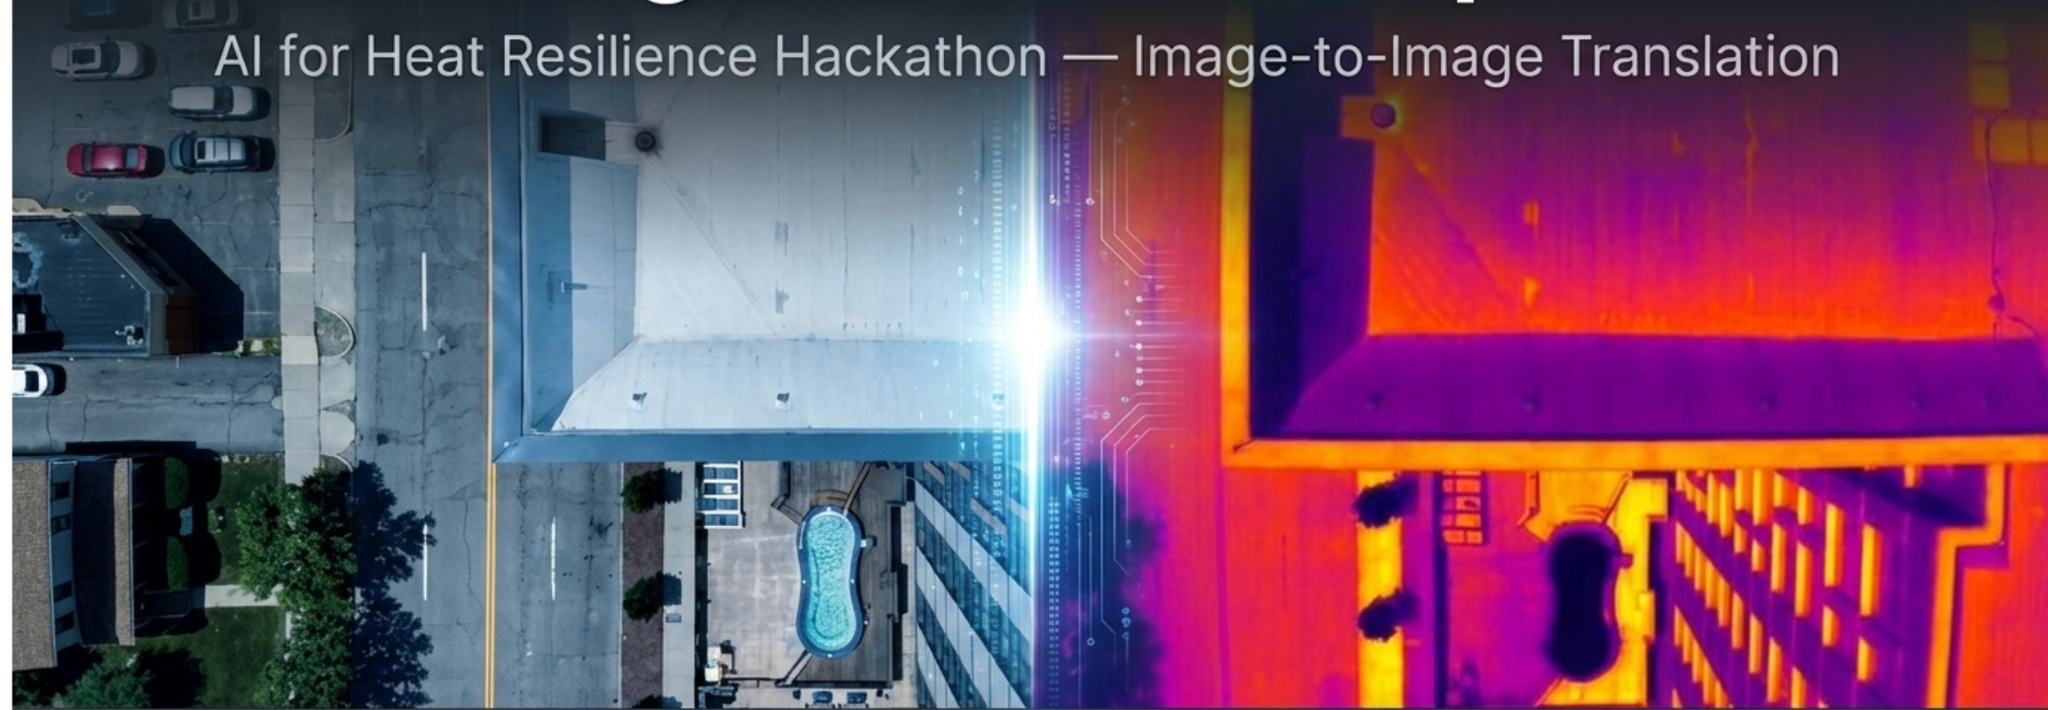 AI for Heat Resilience Hackathon — Image-to-Image Translation